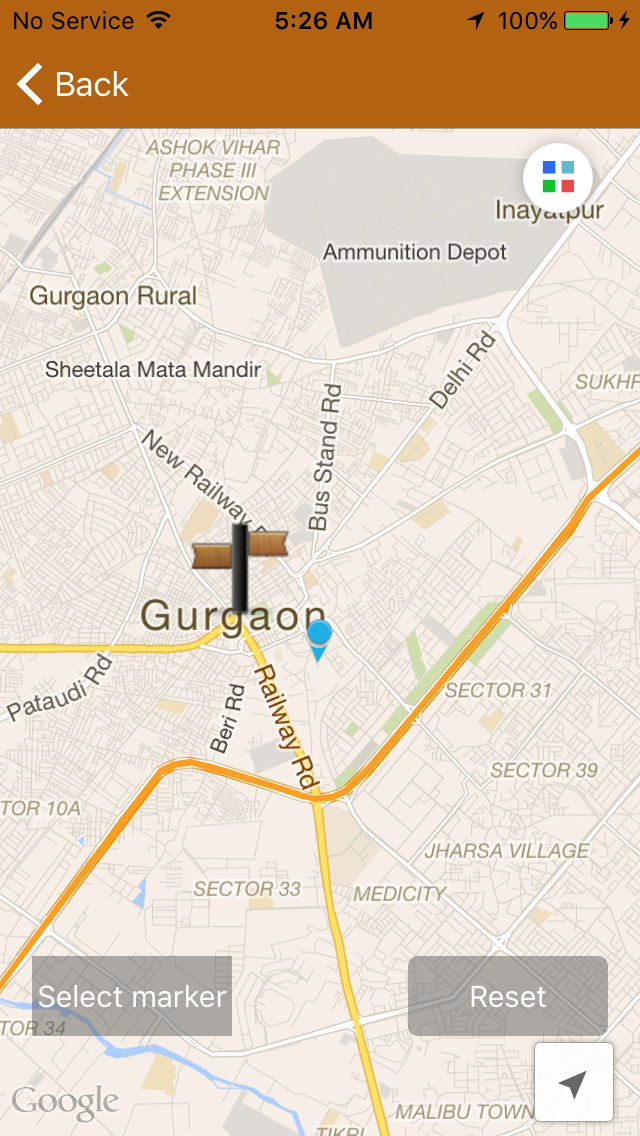 No Service 5:26 AM 100%
Back
ASHOK VIHAR
PHASE III
EXTENSION
Inayatpur
Ammunition Depot
Gurgaon Rural
Sheetala Mata Mandir
Delhi Rd
SUKHR
Bus Stand Rd
New Railway
Gurgaon
Pataudi Rd
Beri Rd
Railway Rd
SECTOR 31
SECTOR 39
TOR 10A
JHARSA VILLAGE
SECTOR 33
MEDICITY
Select marker
Reset
TOR 34
Google
MALIBU TOWN
TIKRI